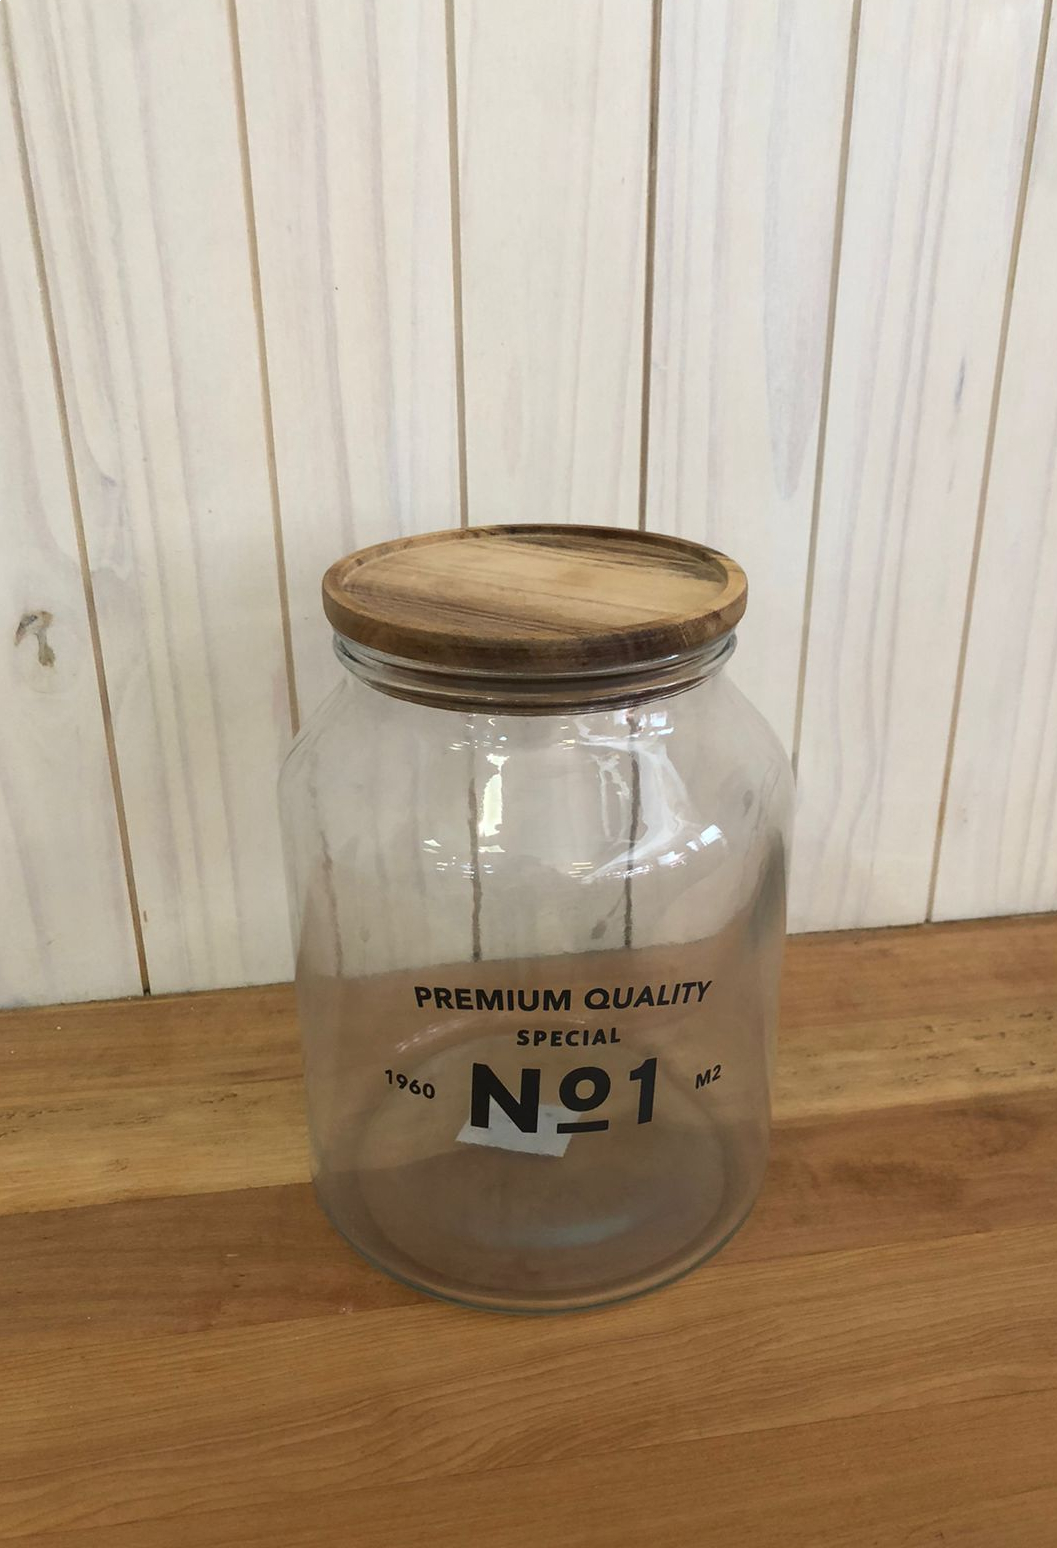 PREMIUM QUALITY
SPECIAL
1960 Nº1 M2